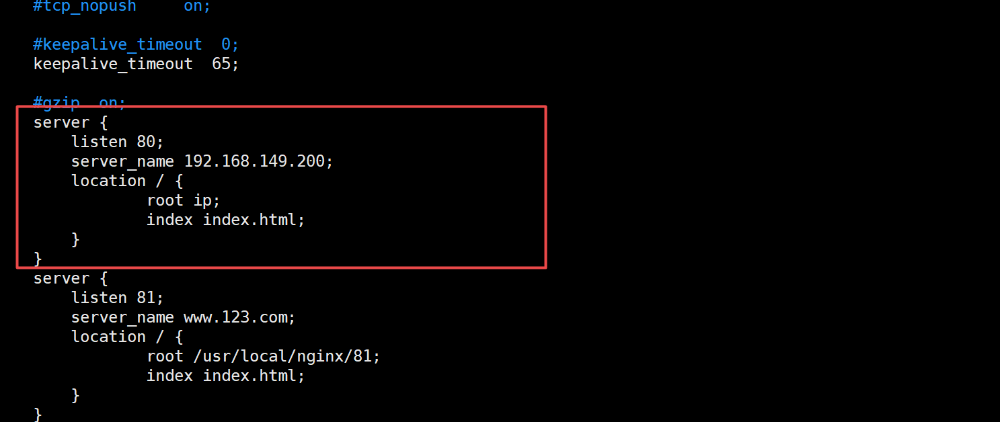 #tcp_nopush     on;
#keepalive_timeout  0;
keepalive_timeout  65;
#gzip  on;
server {
    listen 80;
    server_name 192.168.149.200;
    location / {
            root ip;
            index index.html;
    }
}
server {
    listen 81;
    server_name www.123.com;
    location / {
            root /usr/local/nginx/81;
            index index.html;
    }
}